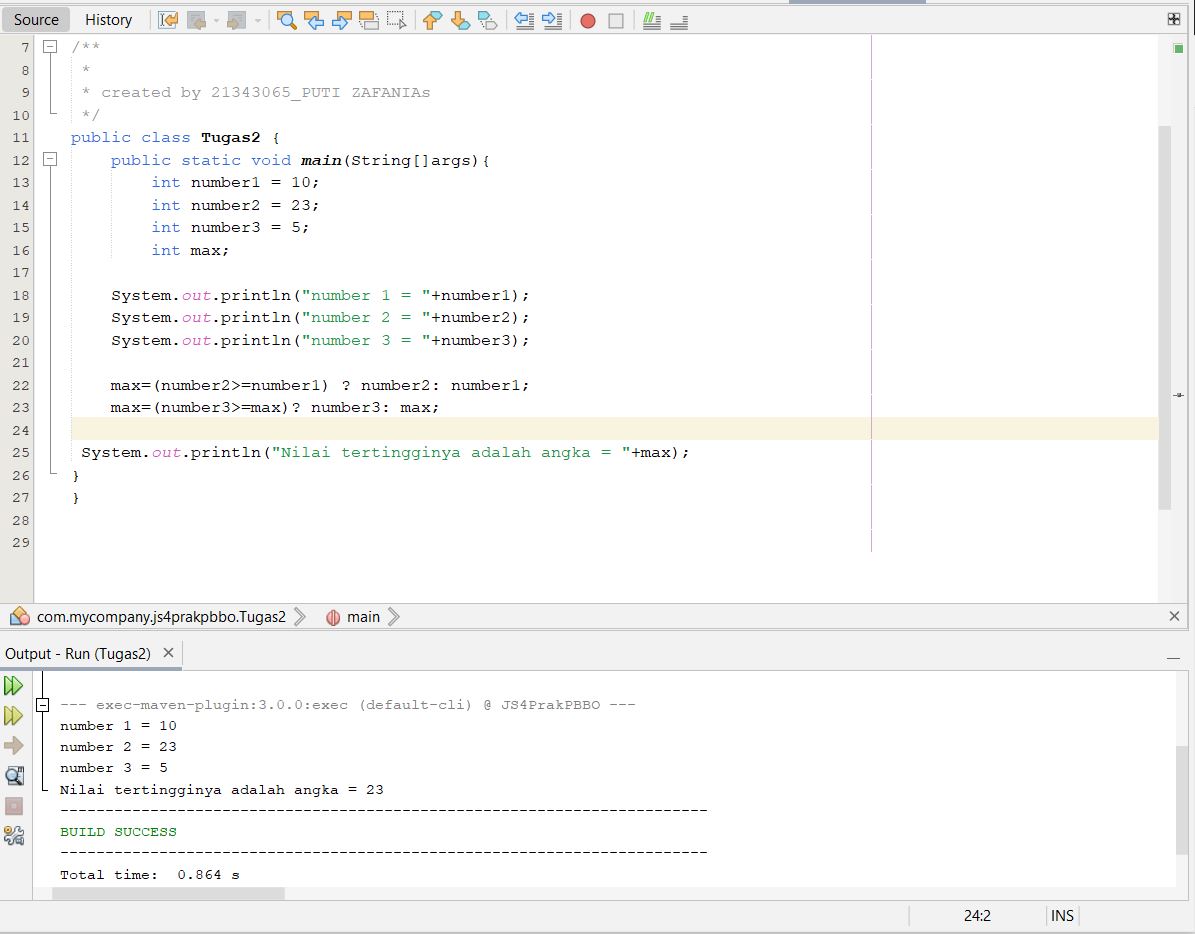 Source History
7 /**
8 *
9 * created by 21343065_PUTI ZAFANIAs
10 */
11 public class Tugas2 {
12 public static void main(String[]args){
13 int number1 = 10;
14 int number2 = 23;
15 int number3 = 5;
16 int max;
17
18 System.out.println("number 1 = "+number1);
19 System.out.println("number 2 = "+number2);
20 System.out.println("number 3 = "+number3);
21
22 max=(number2>=number1) ? number2: number1;
23 max=(number3>=max)? number3: max;
24
25 System.out.println("Nilai tertingginya adalah angka = "+max);
26 }
27 }
28
29
com.mycompany.js4prakpbbo.Tugas2 main
Output - Run (Tugas2)
--- exec-maven-plugin:3.0.0:exec (default-cli) @ JS4PrakPBBO ---
number 1 = 10
number 2 = 23
number 3 = 5
Nilai tertingginya adalah angka = 23
------------------------------------------------------------------------
BUILD SUCCESS
------------------------------------------------------------------------
Total time:  0.864 s
24:2 INS